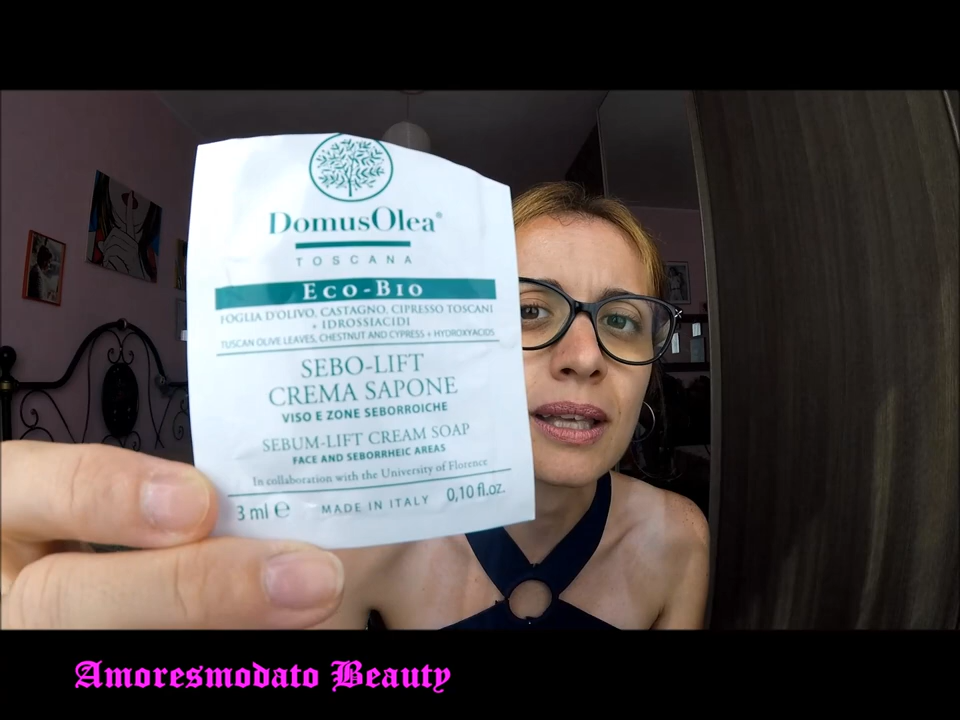 DomusOlea®
TOSCANA
ECO-BIO
FOGLIA D'OLIVO, CASTAGNO, CIPRESSO TOSCANI
+ IDROSSIACIDI
TUSCAN OLIVE LEAVES, CHESTNUT AND CYPRESS + HYDROXYACIDS
SEBO-LIFT
CREMA SAPONE
VISO E ZONE SEBORROICHE
SEBUM-LIFT CREAM SOAP
FACE AND SEBORRHEIC AREAS
In collaboration with the University of Florence
3 ml ℮ MADE IN ITALY 0,10 fl.oz.
Amoresmodato Beauty